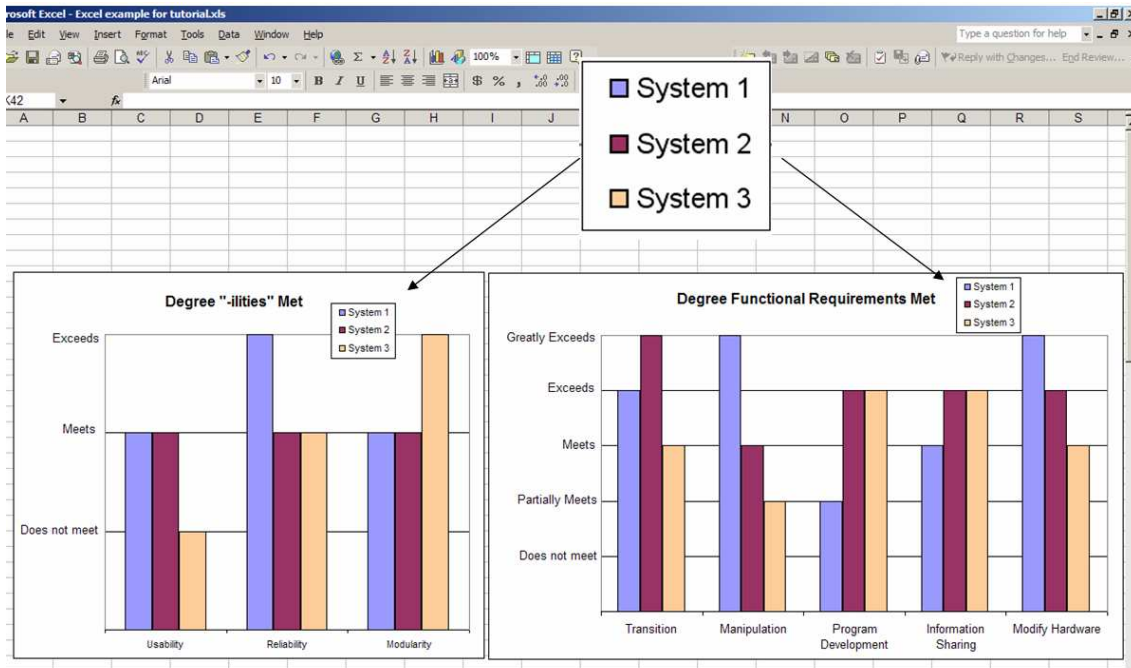 rosoft Excel - Excel example for tutorial.xls
le Edit View Insert Format Tools Data Window Help
Type a question for help
100%
Reply with Changes... End Review...
Arial 10 B I U $ % ,
K42 fx
A B C D E F G H I J N O P Q R S
System 1
System 2
System 3
Degree "-ilities" Met
System 1
System 2
System 3
Exceeds
Meets
Does not meet
Usability Reliability Modularity
Degree Functional Requirements Met
System 1
System 2
System 3
Greatly Exceeds
Exceeds
Meets
Partially Meets
Does not meet
Transition Manipulation Program Development Information Sharing Modify Hardware